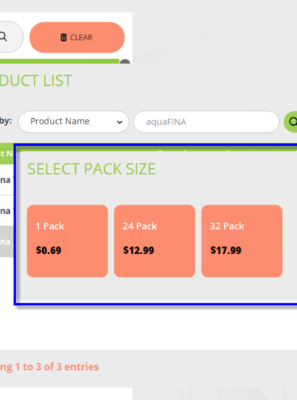 CLEAR
DUCT LIST
by:
Product Name
aquaFiNA
t N
SELECT PACK SIZE
na
1 Pack
24 Pack
32 Pack
na
$0.69
$12.99
$17.99
na
ng 1 to 3 of 3 entries